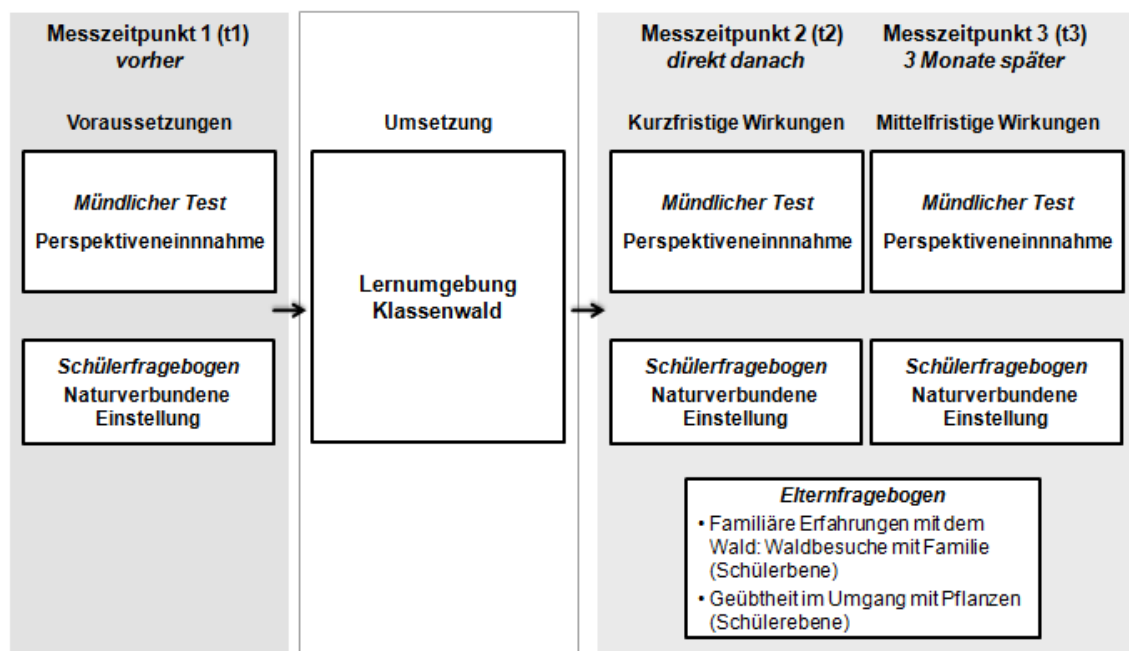 Messzeitpunkt 1 (t1)
vorher
Voraussetzungen
Mündlicher Test
Perspektiveneinnnahme
Schülerfragebogen
Naturverbundene
Einstellung
Umsetzung
Lernumgebung
Klassenwald
Messzeitpunkt 2 (t2)
direkt danach
Kurzfristige Wirkungen
Mündlicher Test
Perspektiveneinnnahme
Schülerfragebogen
Naturverbundene
Einstellung
Messzeitpunkt 3 (t3)
3 Monate später
Mittelfristige Wirkungen
Mündlicher Test
Perspektiveneinnnahme
Schülerfragebogen
Naturverbundene
Einstellung
Elternfragebogen
• Familiäre Erfahrungen mit dem
Wald: Waldbesuche mit Familie
(Schülerbene)
• Geübtheit im Umgang mit Pflanzen
(Schülerebene)